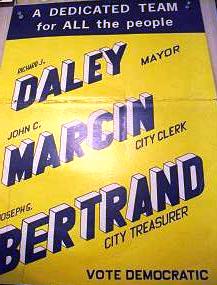 A DEDICATED TEAM
for ALL the people
RICHARD J.
DALEY MAYOR
JOHN C.
MARCIN
CITY CLERK
JOSEPH G.
BERTRAND
CITY TREASURER
VOTE DEMOCRATIC